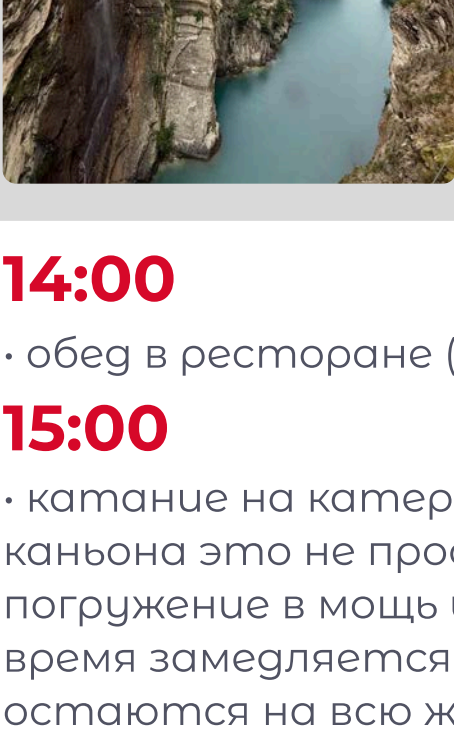 14:00
• обед в ресторане (
15:00
• катание на катер
каньона это не прос
погружение в мощь
время замедляется
остаются на всю ж